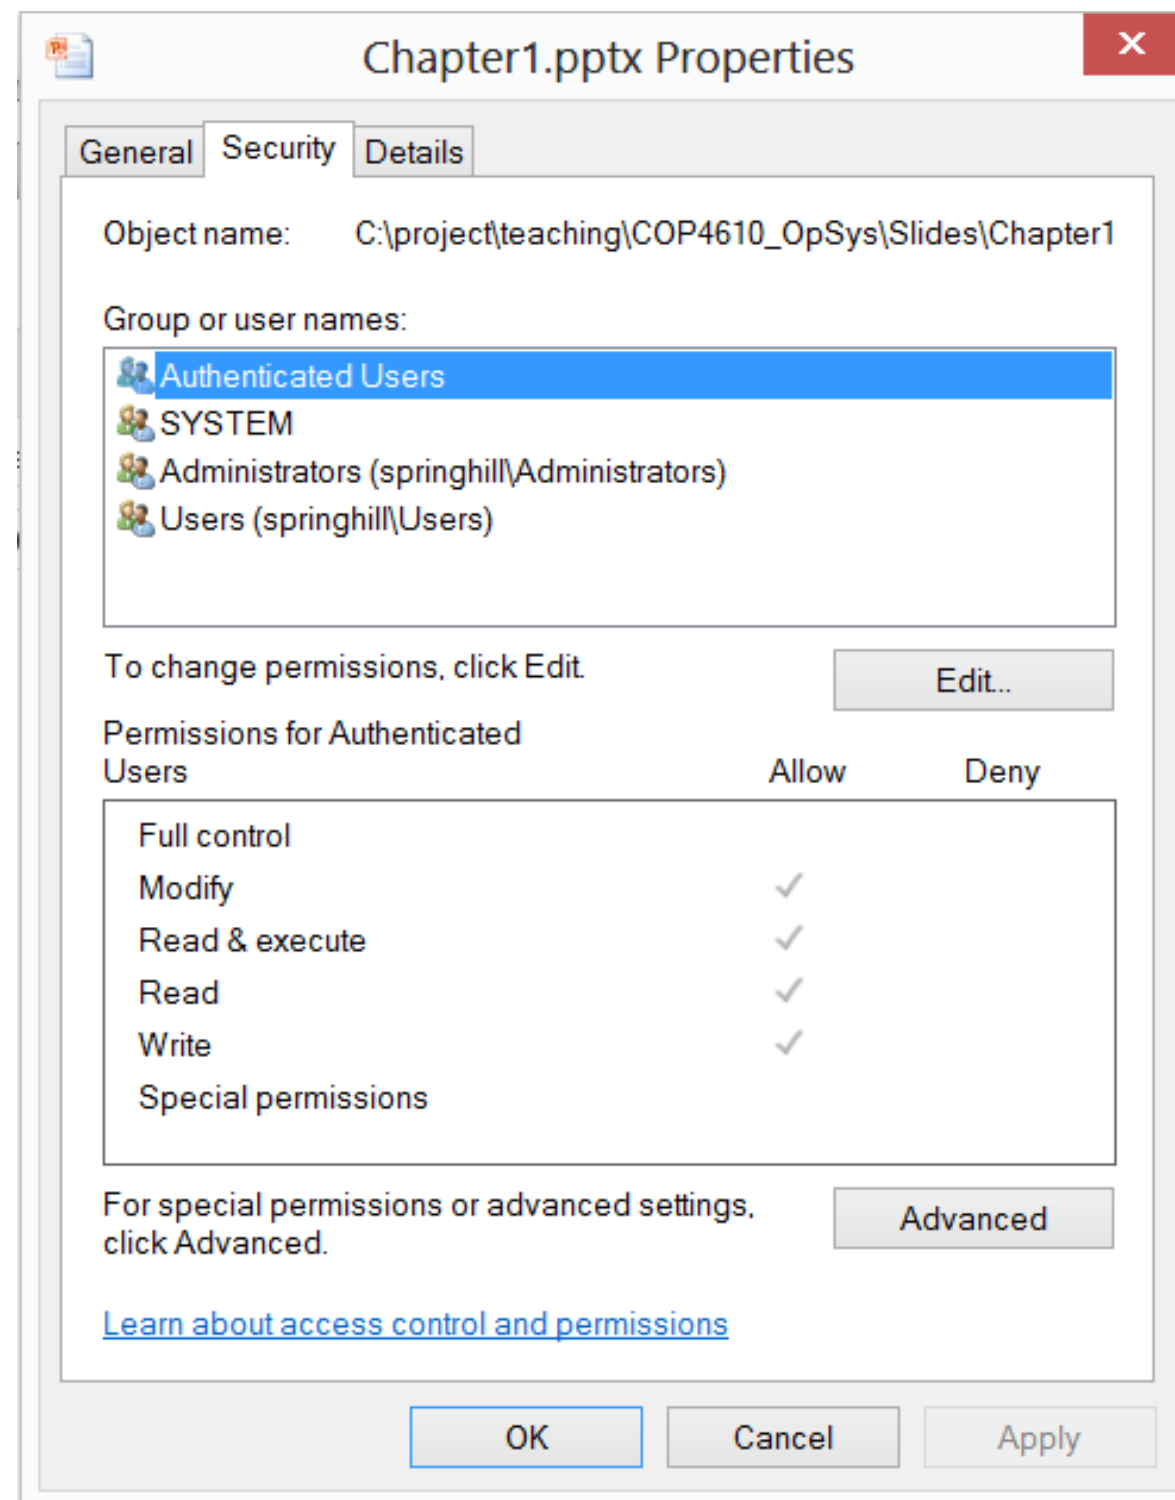 Chapter1.pptx Properties
General Security Details
Object name: C:\project\teaching\COP4610_OpSys\Slides\Chapter1
Group or user names:
Authenticated Users
SYSTEM
Administrators (springhill\Administrators)
Users (springhill\Users)
To change permissions, click Edit.
Edit...
Permissions for Authenticated
Users Allow Deny
Full control
Modify
Read & execute
Read
Write
Special permissions
For special permissions or advanced settings,
click Advanced.
Advanced
Learn about access control and permissions
OK Cancel Apply